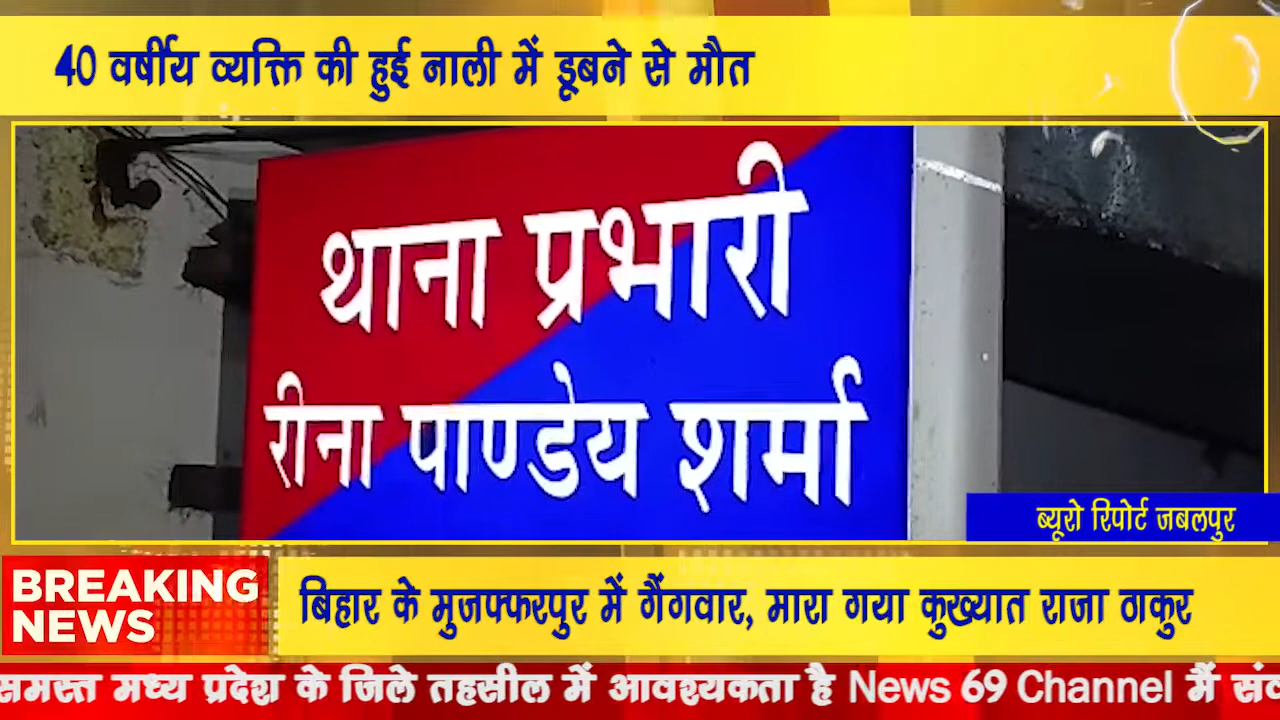 40 वर्षीय व्यक्ति की हुई नाली में डूबने से मौत
थाना प्रभारी
रीना पाण्डेय शर्मा
ब्यूरो रिपोर्ट जबलपुर
BREAKING
NEWS
बिहार के मुजफ्फरपुर में गैंगवार, मारा गया कुख्यात राजा ठाकुर
समस्त मध्य प्रदेश के जिले तहसील में आवश्यकता है News 69 Channel मैं